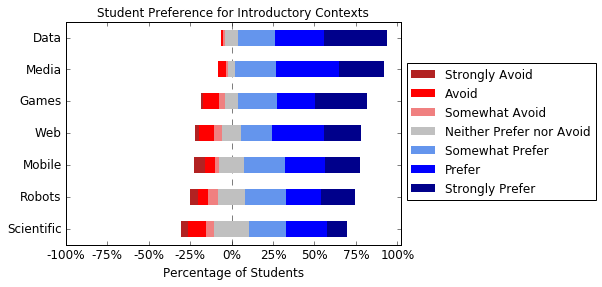 Student Preference for Introductory Contexts
Data
Media
Games
Web
Mobile
Robots
Scientific
-100% -75% -50% -25% 0% 25% 50% 75% 100%
Percentage of Students
Strongly Avoid
Avoid
Somewhat Avoid
Neither Prefer nor Avoid
Somewhat Prefer
Prefer
Strongly Prefer